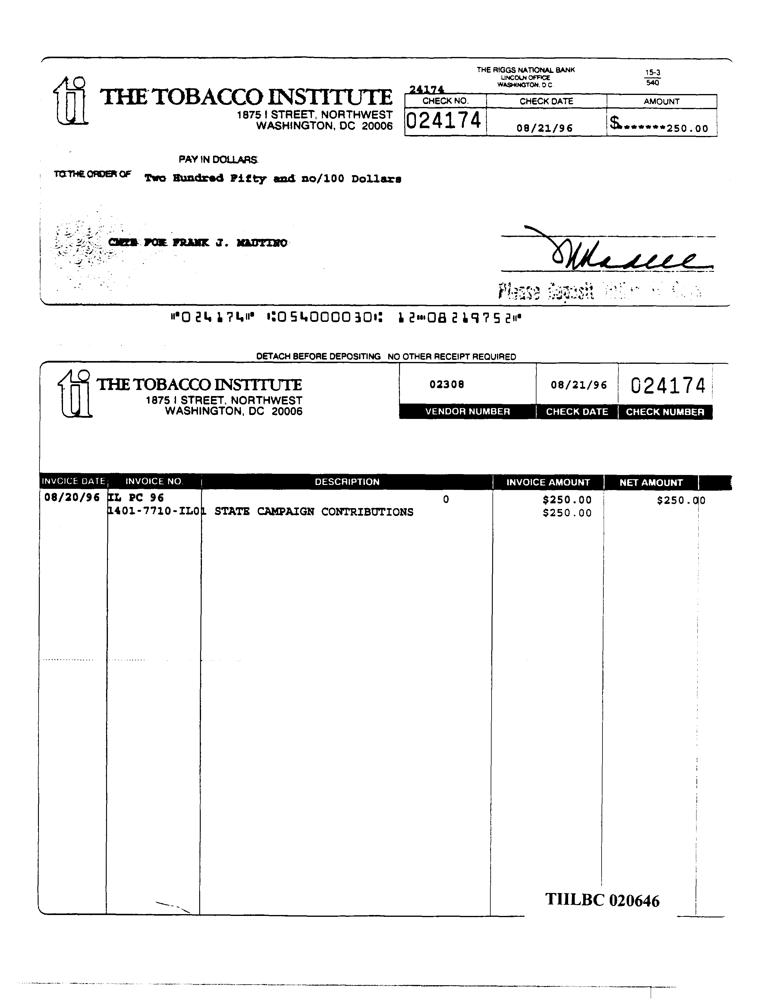 THE RIGGS NATIONAL BANK
LINCOLN OFFICE
WASHINGTON, D C
15-3
540
ti THE TOBACCO INSTITUTE
1875 I STREET, NORTHWEST
WASHINGTON, DC 20006
24174
CHECK NO. CHECK DATE AMOUNT
024174 08/21/96 $*******250.00
PAY IN DOLLARS
TO THE ORDER OF Two Hundred Fifty and no/100 Dollars
CMTE FOR FRANK J. MAUTINO
Please deposit
⑈024174⑈ ⑆054000030⑆ 12⑉08219752⑈
DETACH BEFORE DEPOSITING NO OTHER RECEIPT REQUIRED
ti THE TOBACCO INSTITUTE
1875 I STREET, NORTHWEST
WASHINGTON, DC 20006
02308 08/21/96 024174
VENDOR NUMBER CHECK DATE CHECK NUMBER
INVOICE DATE INVOICE NO. DESCRIPTION INVOICE AMOUNT NET AMOUNT
08/20/96 IL PC 96 0 $250.00 $250.00
1401-7710-IL01 STATE CAMPAIGN CONTRIBUTIONS $250.00
TIILBC 020646